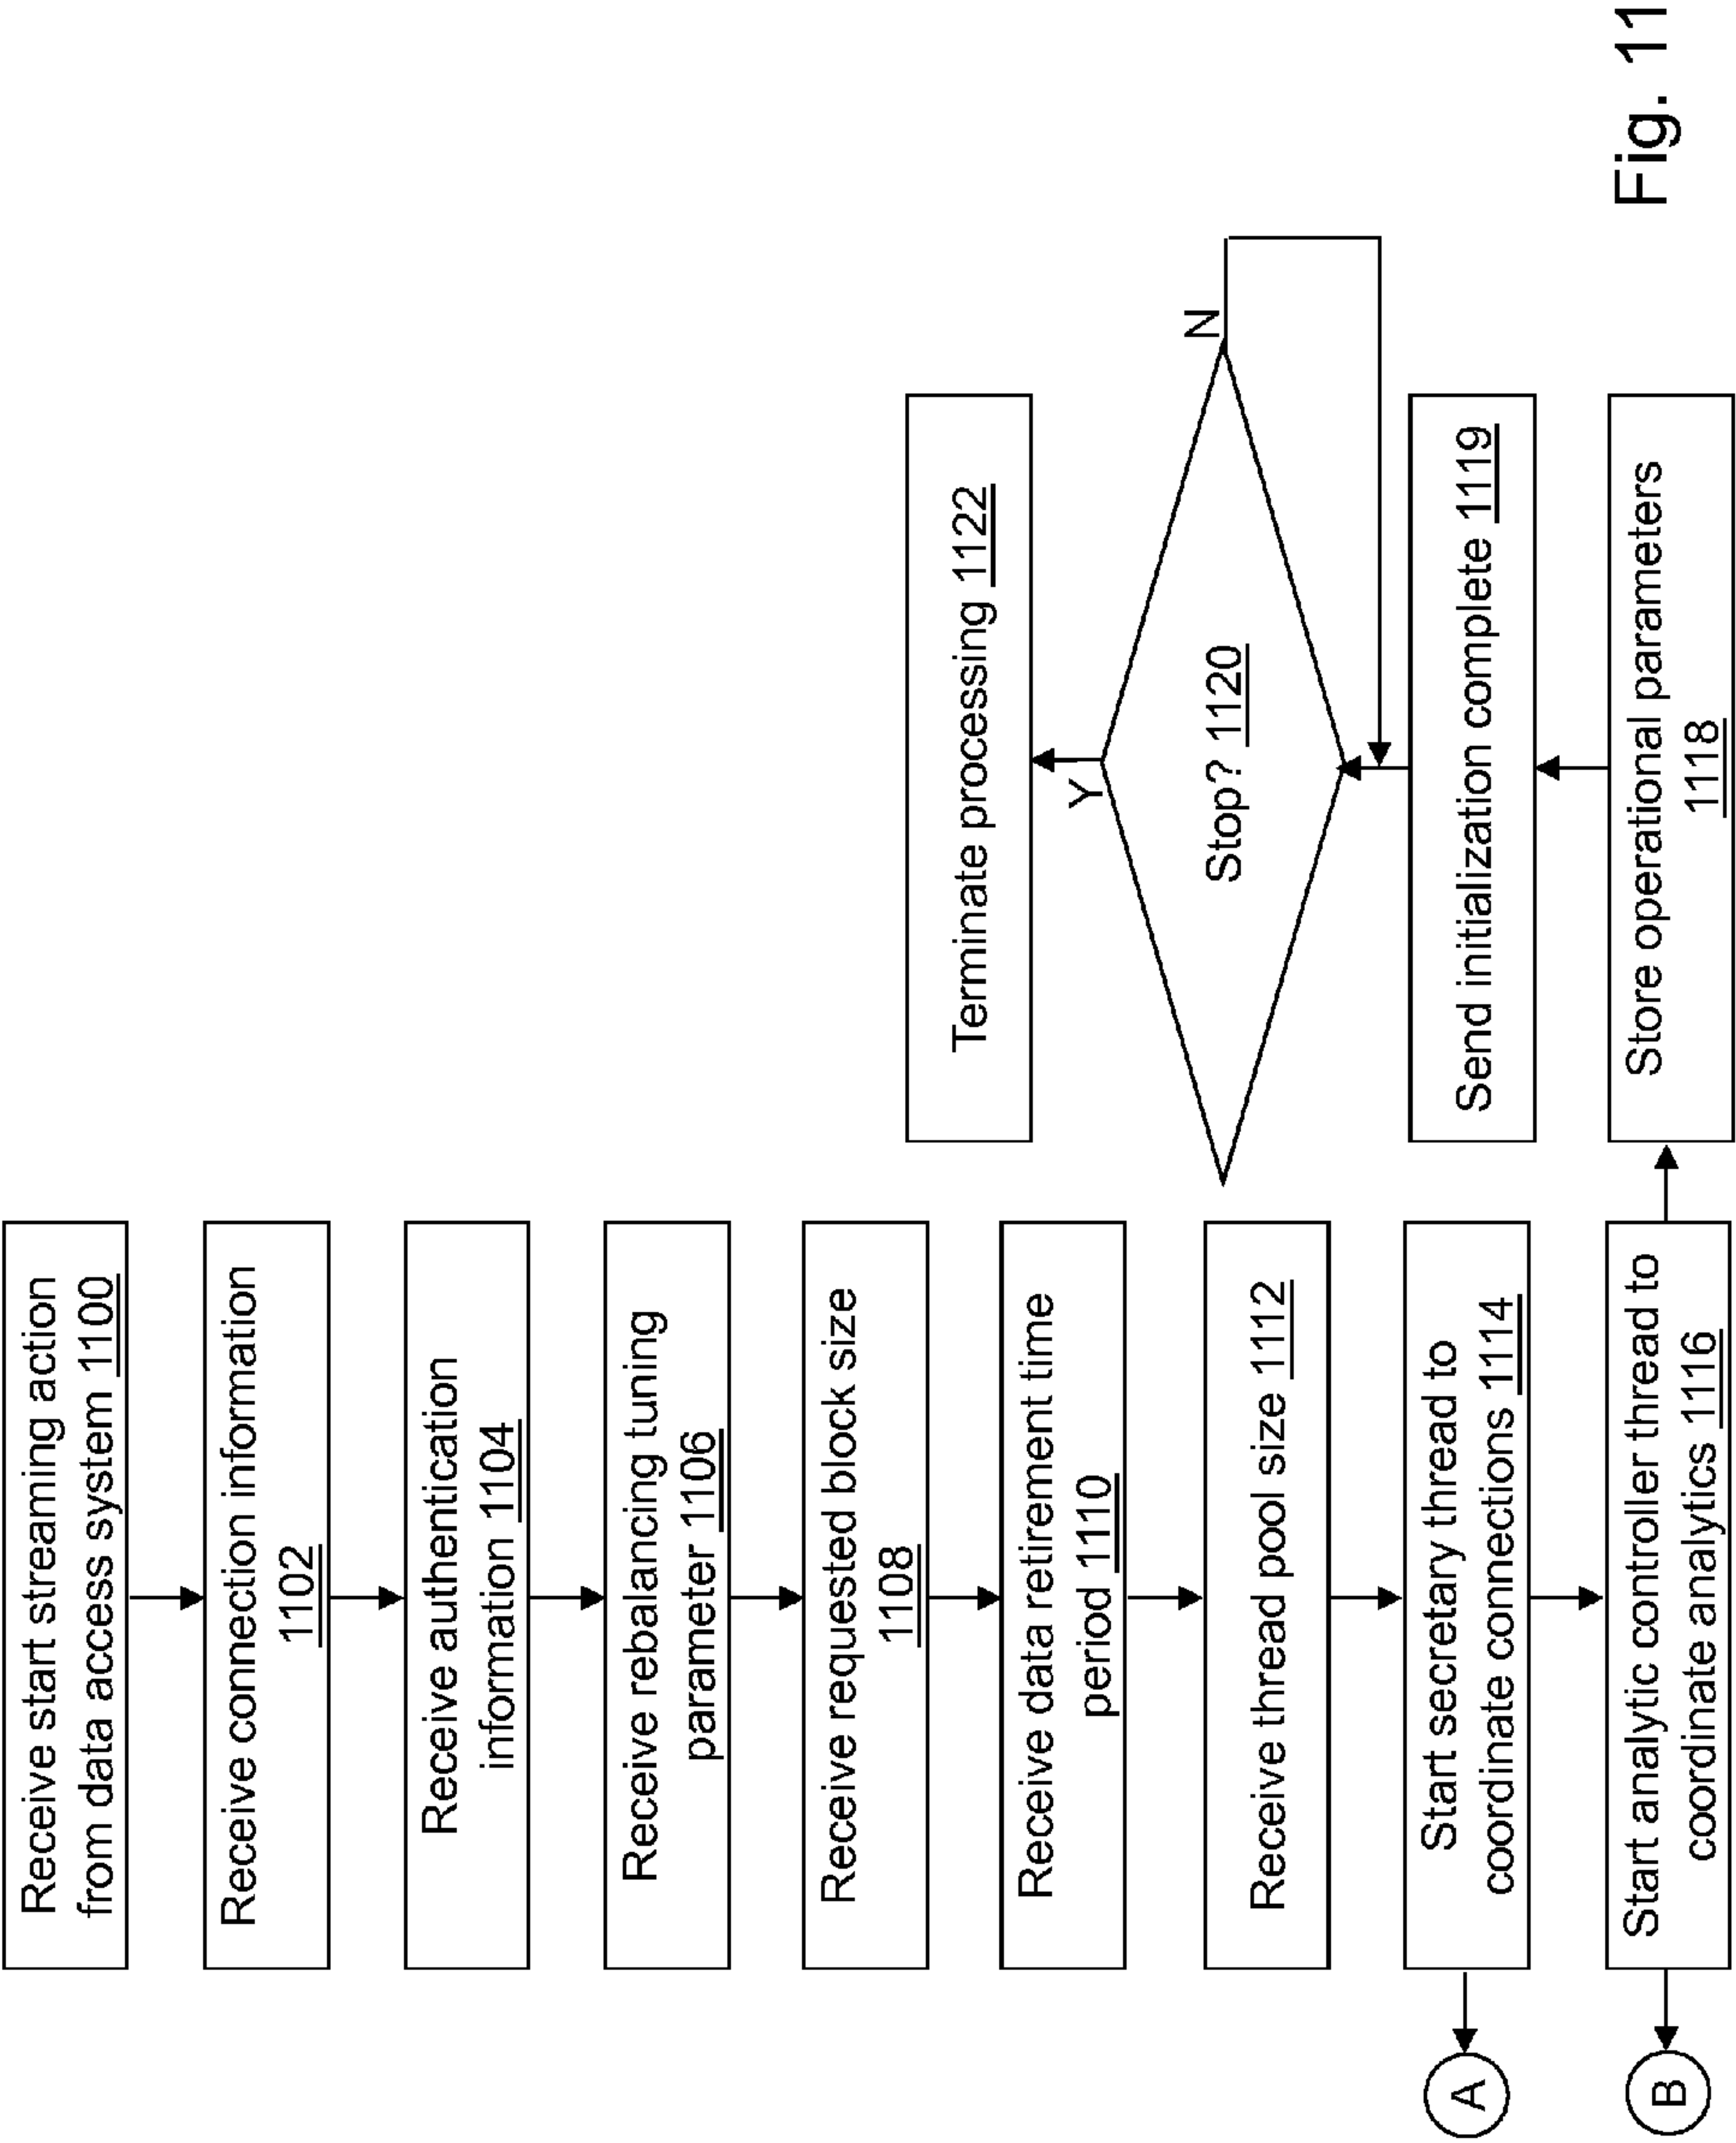 Receive start streaming action
from data access system 1100
Receive connection information
1102
Receive authentication
information 1104
Receive rebalancing tuning
parameter 1106
Receive requested block size
1108
Receive data retirement time
period 1110
Receive thread pool size 1112
Start secretary thread to
coordinate connections 1114
A
Start analytic controller thread to
coordinate analytics 1116
B
Store operational parameters
1118
Send initialization complete 1119
Stop? 1120
N
Y
Terminate processing 1122
Fig. 11